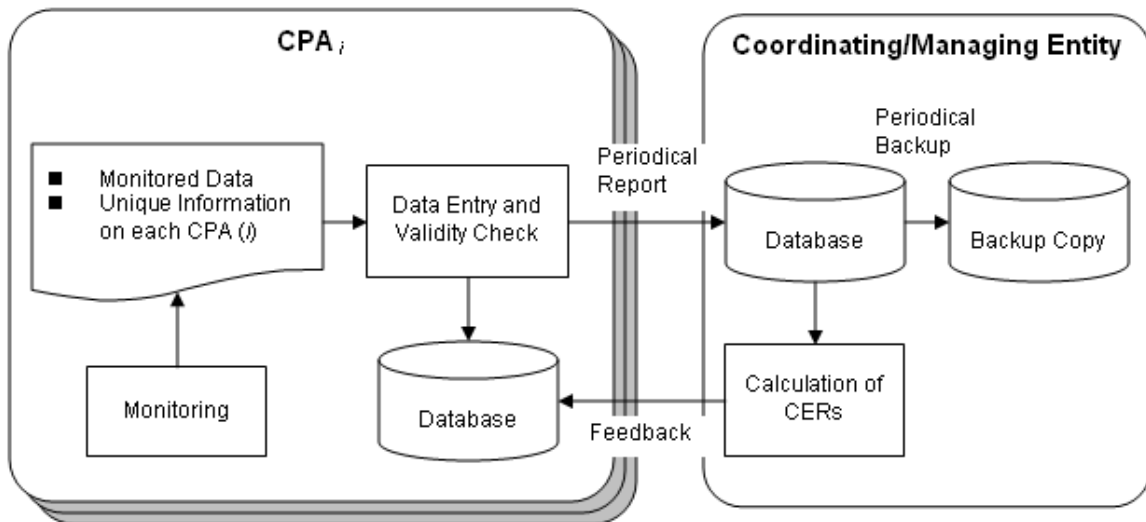 CPA i
Coordinating/Managing Entity
■ Monitored Data
■ Unique Information
on each CPA (i)
Data Entry and
Validity Check
Monitoring
Database
Periodical
Report
Feedback
Database
Periodical
Backup
Backup Copy
Calculation of
CERs